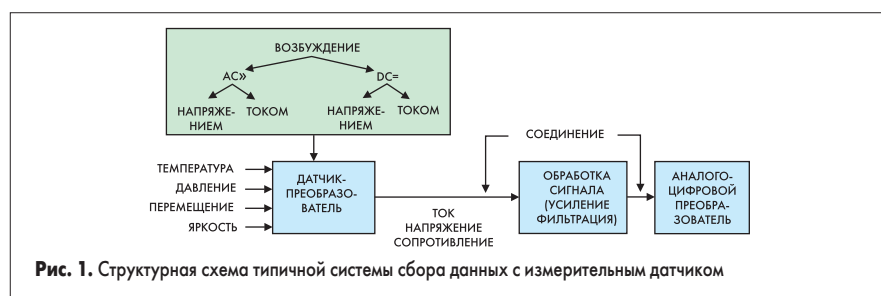 ВОЗБУЖДЕНИЕ
AC»
DC=
НАПРЯЖЕ-
НИЕМ
ТОКОМ
НАПРЯЖЕ-
НИЕМ
ТОКОМ
СОЕДИНЕНИЕ
ТЕМПЕРАТУРА
ДАВЛЕНИЕ
ПЕРЕМЕЩЕНИЕ
ЯРКОСТЬ
ДАТЧИК-
ПРЕОБРАЗО-
ВАТЕЛЬ
ТОК
НАПРЯЖЕНИЕ
СОПРОТИВЛЕНИЕ
ОБРАБОТКА
СИГНАЛА
(УСИЛЕНИЕ
ФИЛЬТРАЦИЯ)
АНАЛОГО-
ЦИФРОВОЙ
ПРЕОБРА-
ЗОВАТЕЛЬ
Рис. 1. Структурная схема типичной системы сбора данных с измерительным датчиком